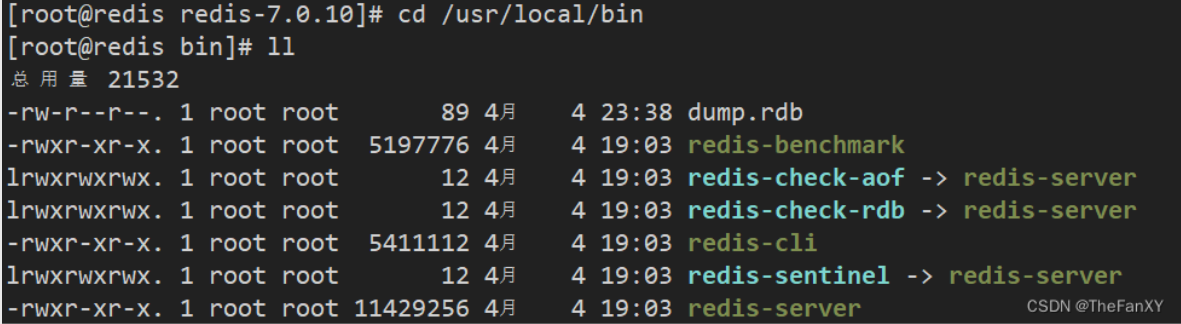 [root@redis redis-7.0.10]# cd /usr/local/bin
[root@redis bin]# ll
总用量 21532
-rw-r--r--. 1 root root       89 4月   4 23:38 dump.rdb
-rwxr-xr-x. 1 root root  5197776 4月   4 19:03 redis-benchmark
lrwxrwxrwx. 1 root root       12 4月   4 19:03 redis-check-aof -> redis-server
lrwxrwxrwx. 1 root root       12 4月   4 19:03 redis-check-rdb -> redis-server
-rwxr-xr-x. 1 root root  5411112 4月   4 19:03 redis-cli
lrwxrwxrwx. 1 root root       12 4月   4 19:03 redis-sentinel -> redis-server
-rwxr-xr-x. 1 root root 11429256 4月   4 19:03 redis-server
CSDN @TheFanXY